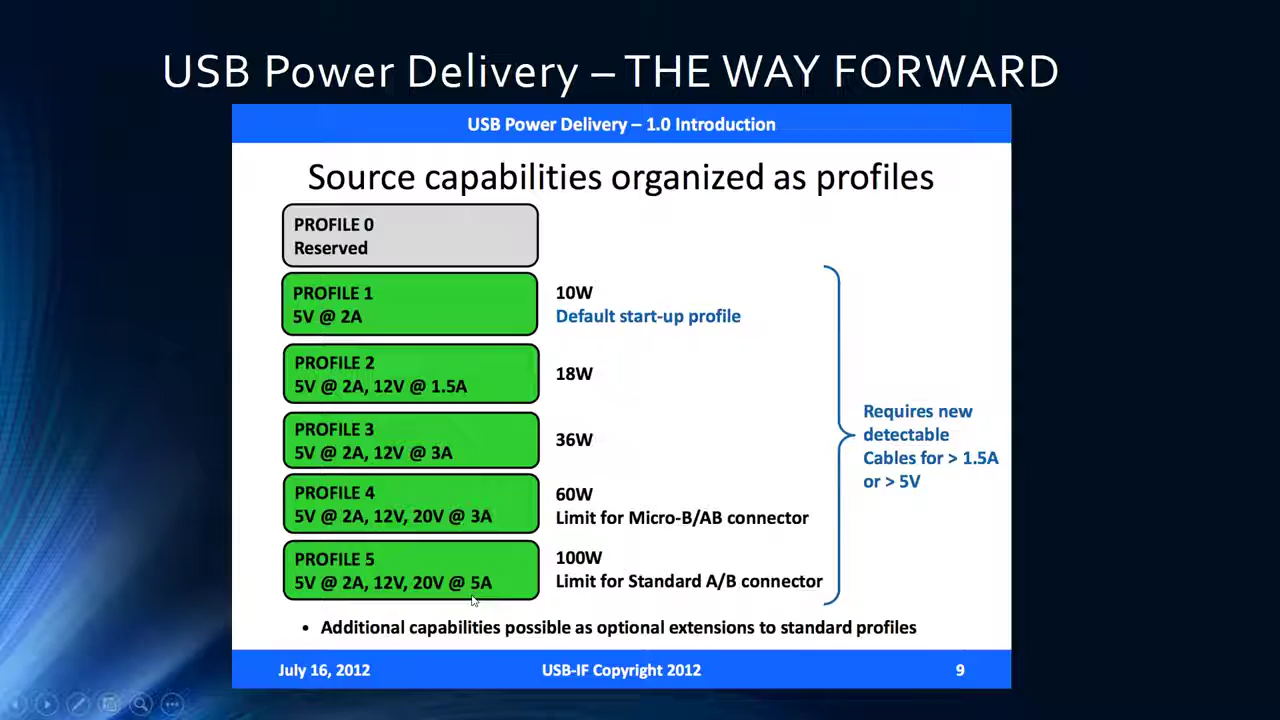 USB Power Delivery – THE WAY FORWARD
USB Power Delivery – 1.0 Introduction
Source capabilities organized as profiles
PROFILE 0
Reserved
PROFILE 1
5V @ 2A
10W
Default start-up profile
PROFILE 2
5V @ 2A, 12V @ 1.5A
18W
PROFILE 3
5V @ 2A, 12V @ 3A
36W
PROFILE 4
5V @ 2A, 12V, 20V @ 3A
60W
Limit for Micro-B/AB connector
PROFILE 5
5V @ 2A, 12V, 20V @ 5A
100W
Limit for Standard A/B connector
Requires new
detectable
Cables for > 1.5A
or > 5V
• Additional capabilities possible as optional extensions to standard profiles
July 16, 2012
USB-IF Copyright 2012
9